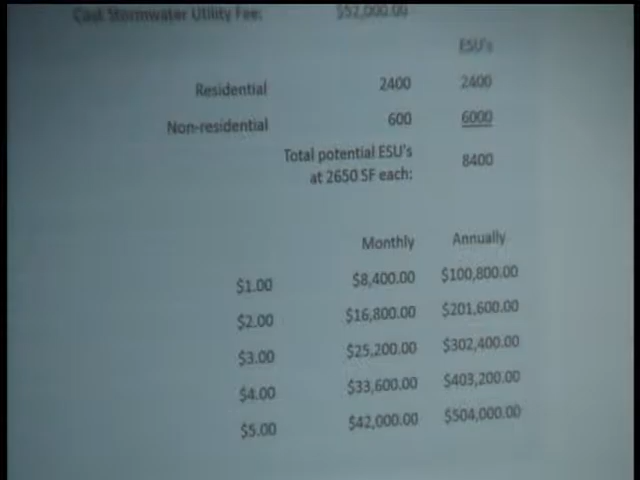 Cost Stormwater Utility Fee: $52,000.00
ESU's
Residential 2400 2400
Non-residential 600 6000
Total potential ESU's
at 2650 SF each: 8400
Monthly Annually
$1.00 $8,400.00 $100,800.00
$2.00 $16,800.00 $201,600.00
$3.00 $25,200.00 $302,400.00
$4.00 $33,600.00 $403,200.00
$5.00 $42,000.00 $504,000.00